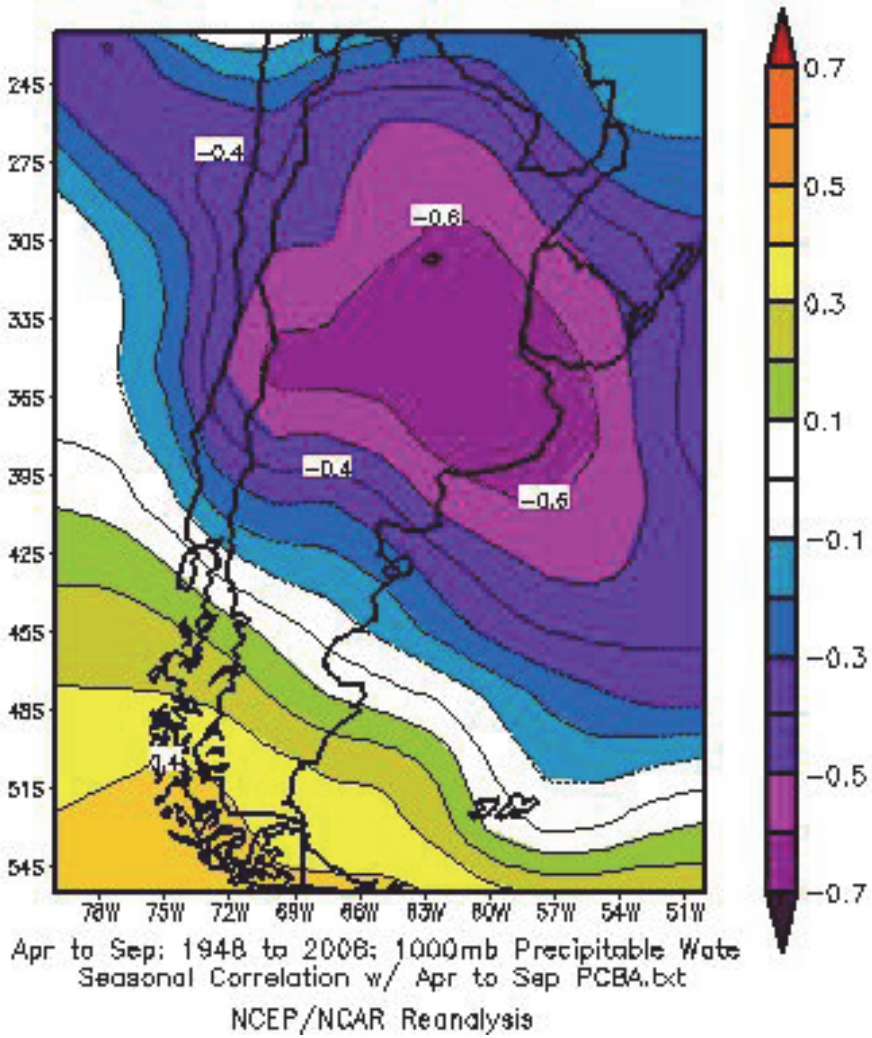 24S
27S
30S
33S
36S
39S
42S
45S
48S
51S
54S
-0.4
-0.6
-0.4
-0.5
0.4
78W 75W 72W 69W 66W 63W 60W 57W 54W 51W
0.7
0.5
0.3
0.1
-0.1
-0.3
-0.5
-0.7
Apr to Sep: 1948 to 2006: 1000mb Precipitable Wate
Seasonal Correlation w/ Apr to Sep PCBA.txt
NCEP/NCAR Reanalysis